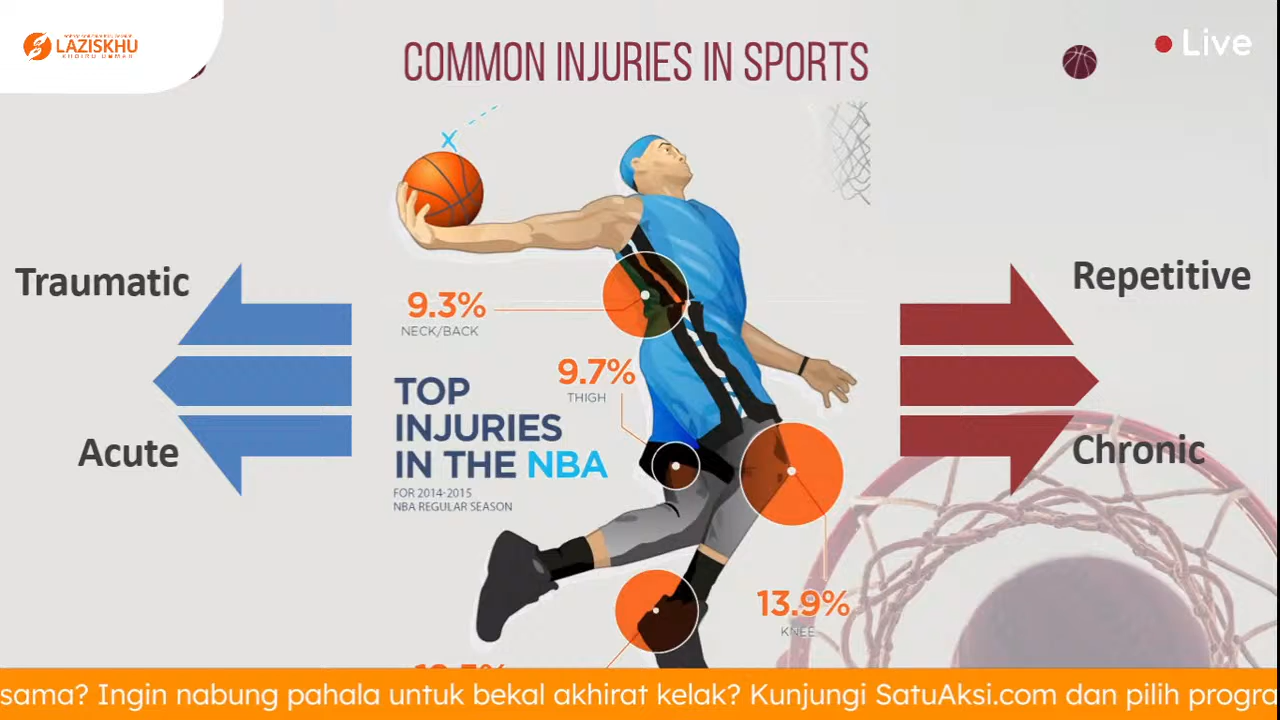 LAZISKHU
KHOIRU UMMAH
COMMON INJURIES IN SPORTS
Live
Traumatic
Acute
9.3%
NECK/BACK
9.7%
THIGH
TOP
INJURIES
IN THE NBA
FOR 2014-2015
NBA REGULAR SEASON
13.9%
KNEE
Repetitive
Chronic
sama? Ingin nabung pahala untuk bekal akhirat kelak? Kunjungi SatuAksi.com dan pilih progra